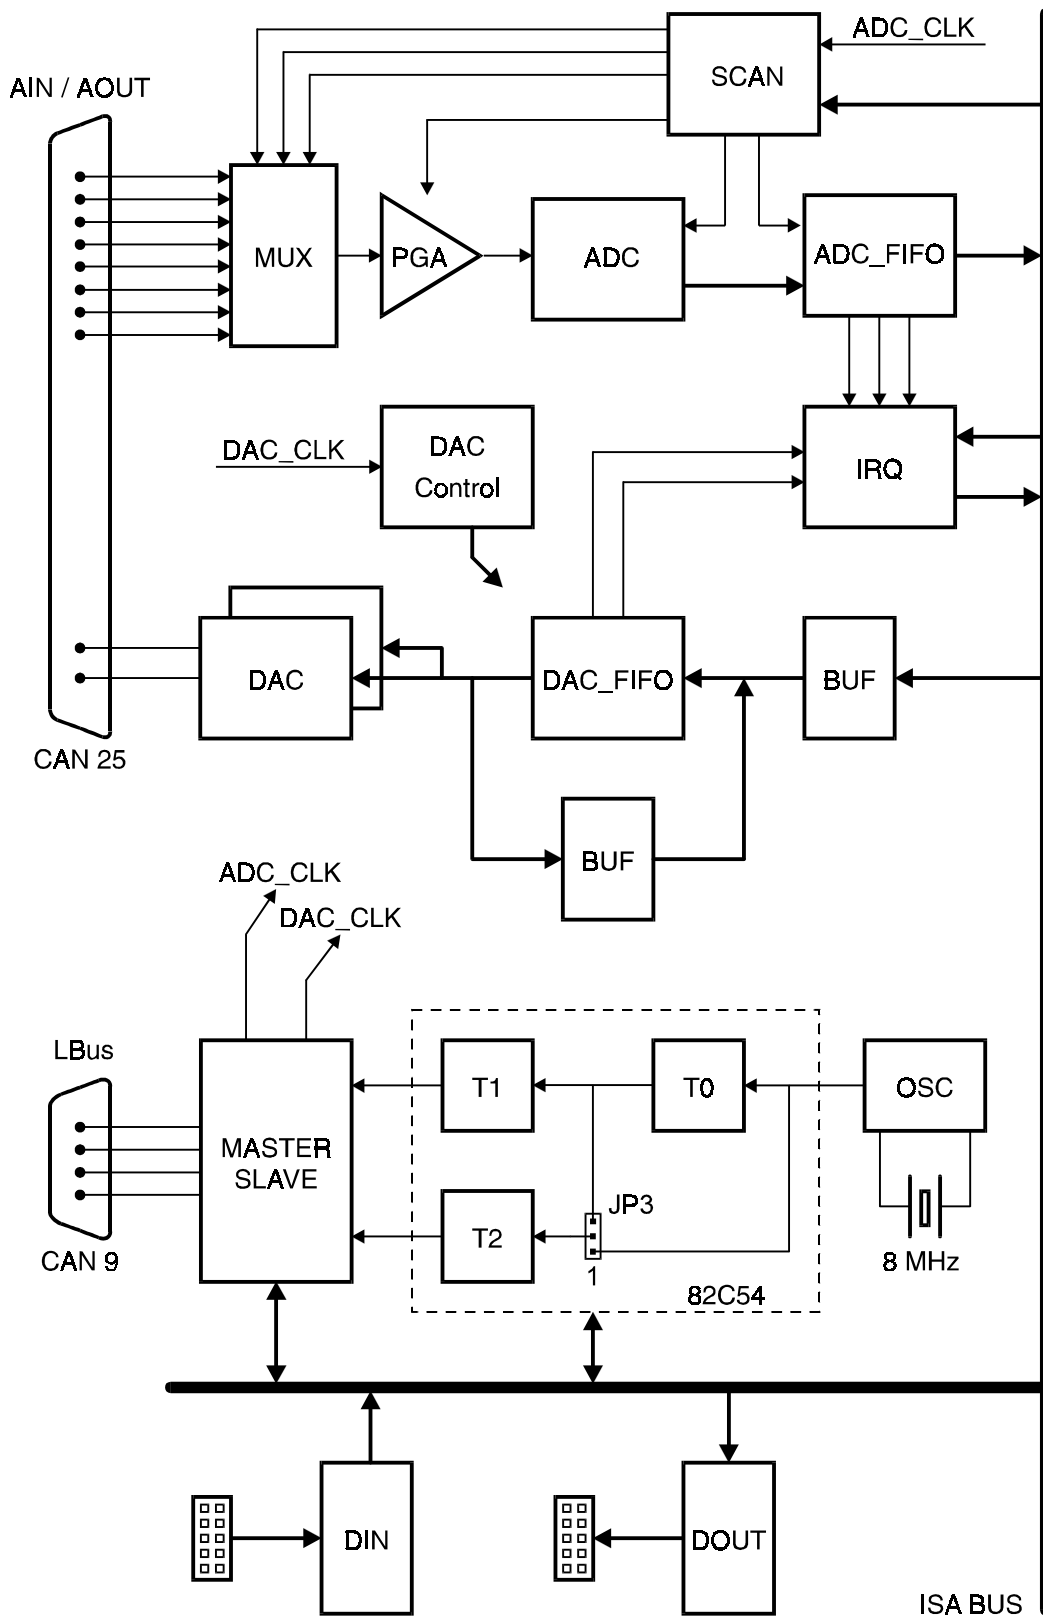 ADC_CLK
SCAN
AIN / AOUT
MUX
PGA
ADC
ADC_FIFO
DAC_CLK
DAC
Control
IRQ
DAC
DAC_FIFO
BUF
CAN 25
BUF
ADC_CLK
DAC_CLK
LBus
T1
T0
OSC
MASTER
SLAVE
JP3
T2
CAN 9
8 MHz
1
82C54
DIN
DOUT
ISA BUS